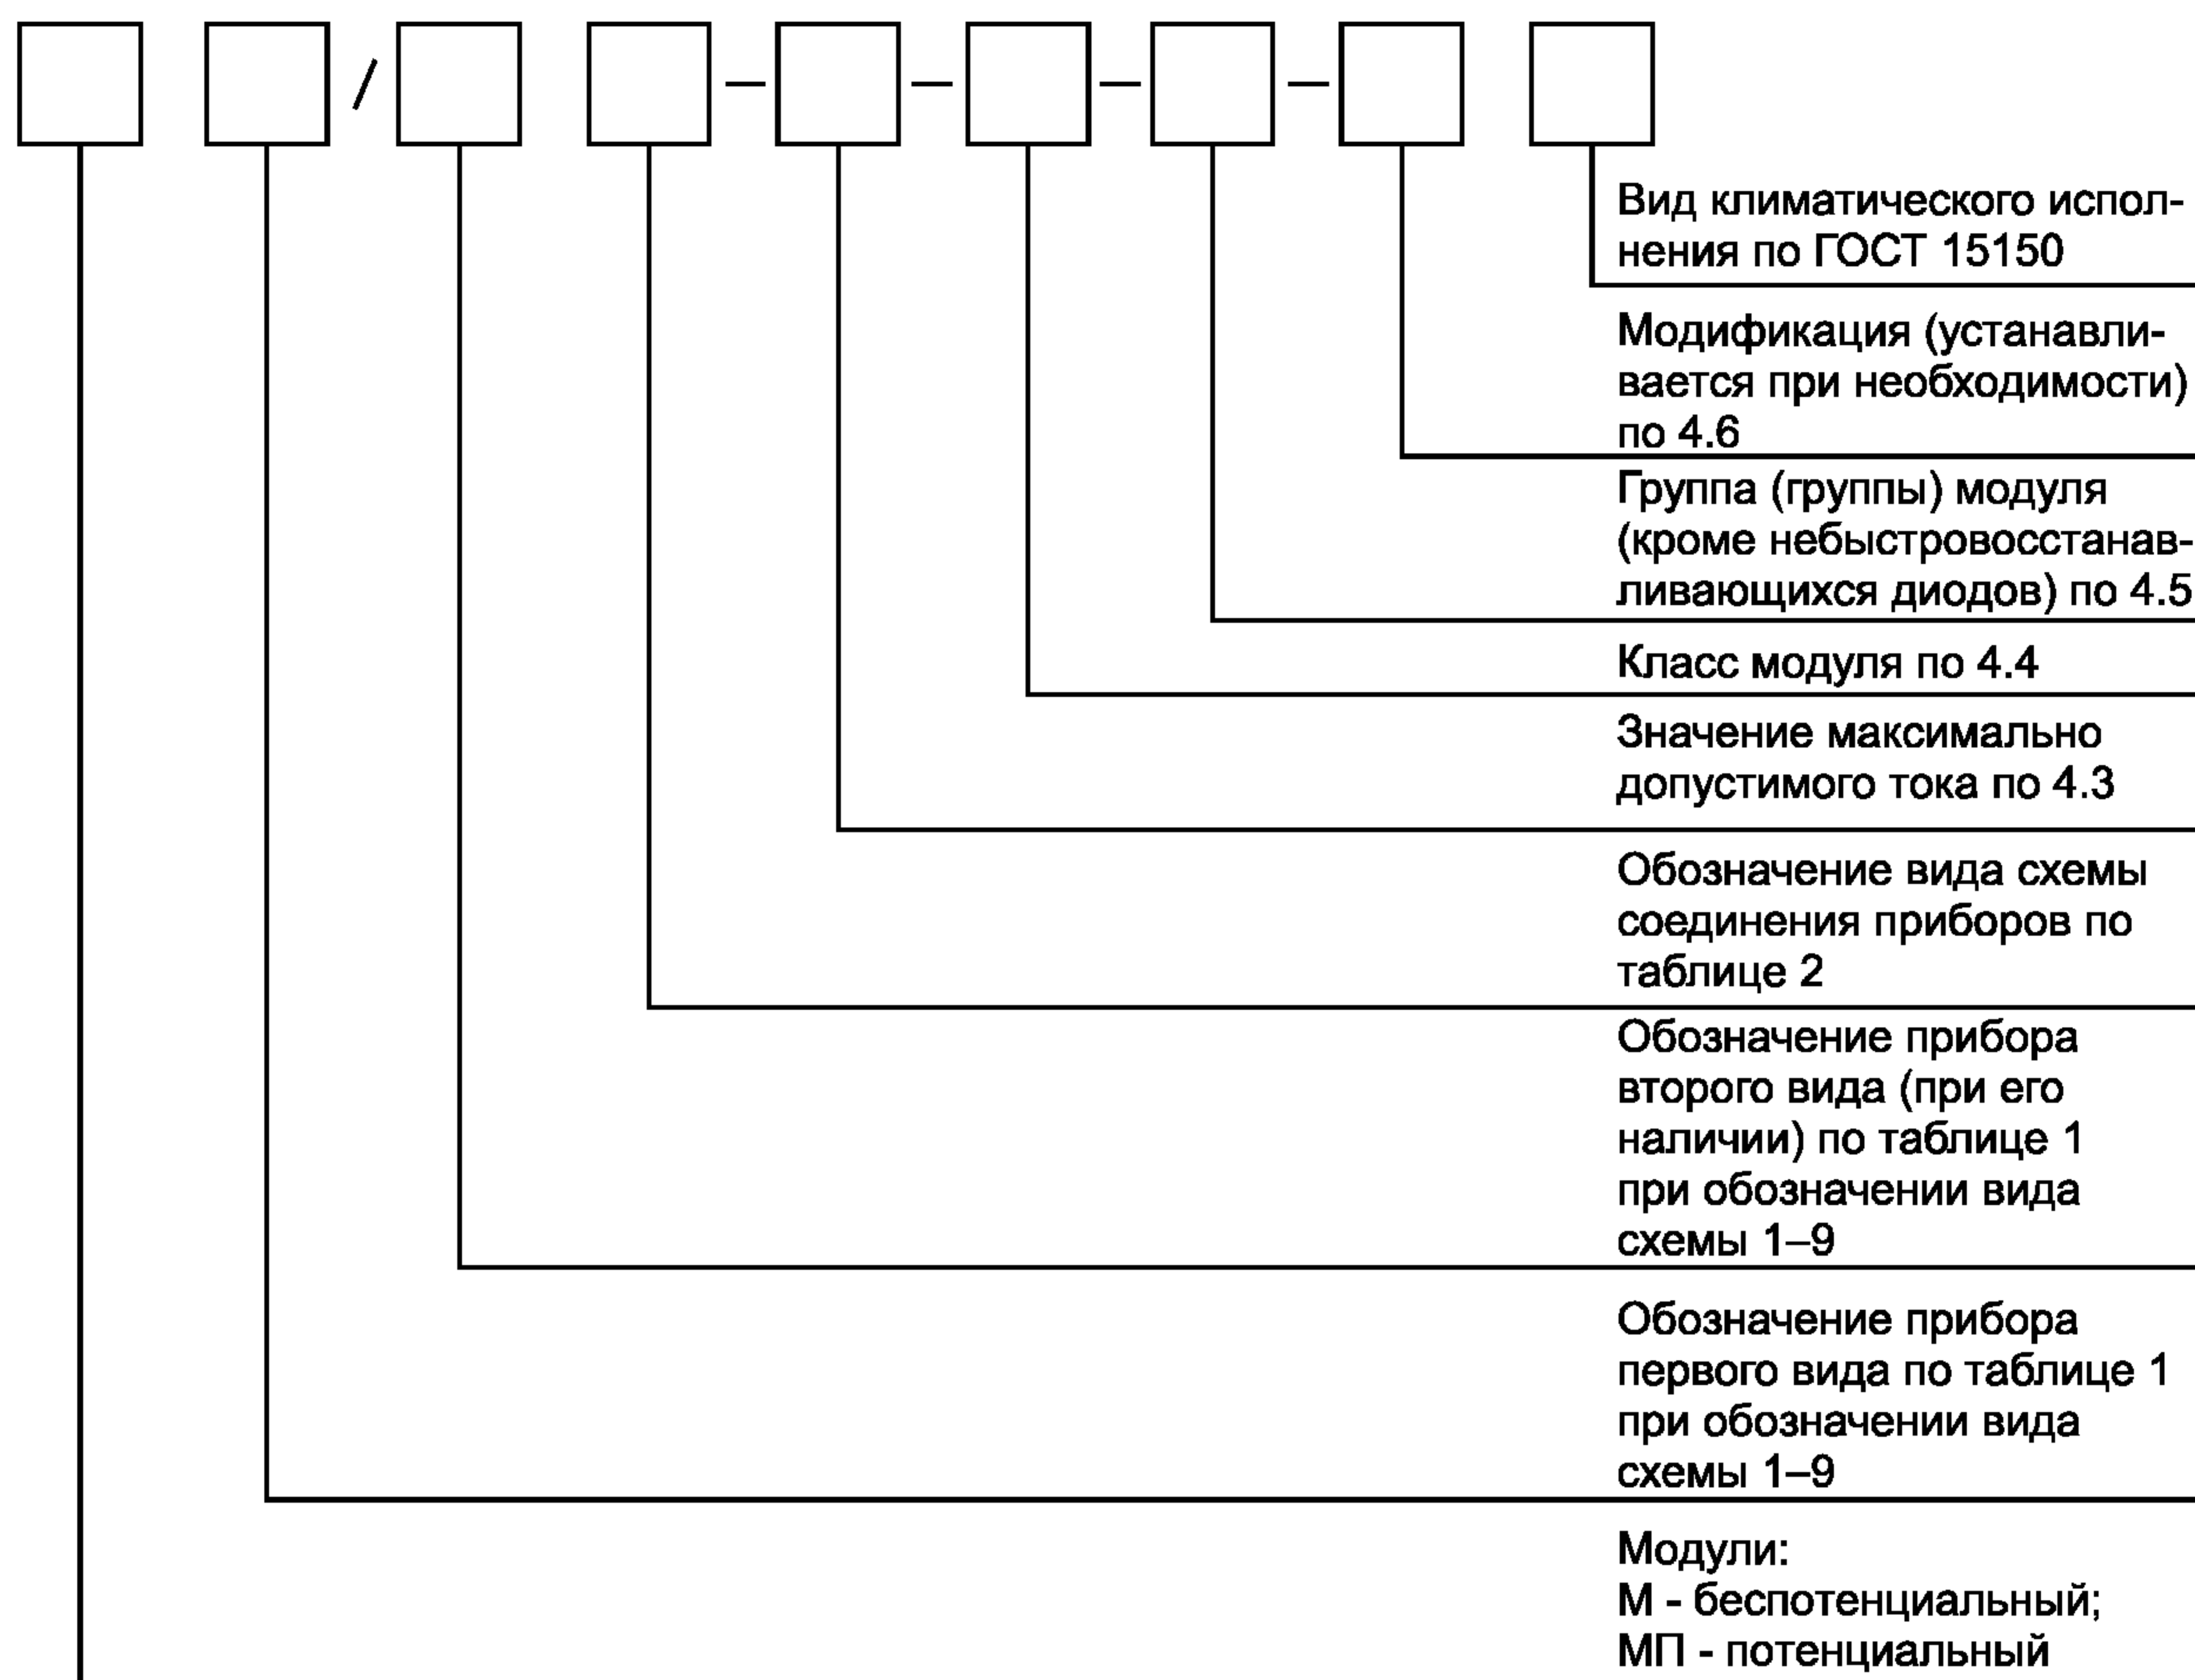 / – – – –
Вид климатического испол-
нения по ГОСТ 15150
Модификация (устанавли-
вается при необходимости)
по 4.6
Группа (группы) модуля
(кроме небыстровосстанав-
ливающихся диодов) по 4.5
Класс модуля по 4.4
Значение максимально
допустимого тока по 4.3
Обозначение вида схемы
соединения приборов по
таблице 2
Обозначение прибора
второго вида (при его
наличии) по таблице 1
при обозначении вида
схемы 1–9
Обозначение прибора
первого вида по таблице 1
при обозначении вида
схемы 1–9
Модули:
М - беспотенциальный;
МП - потенциальный